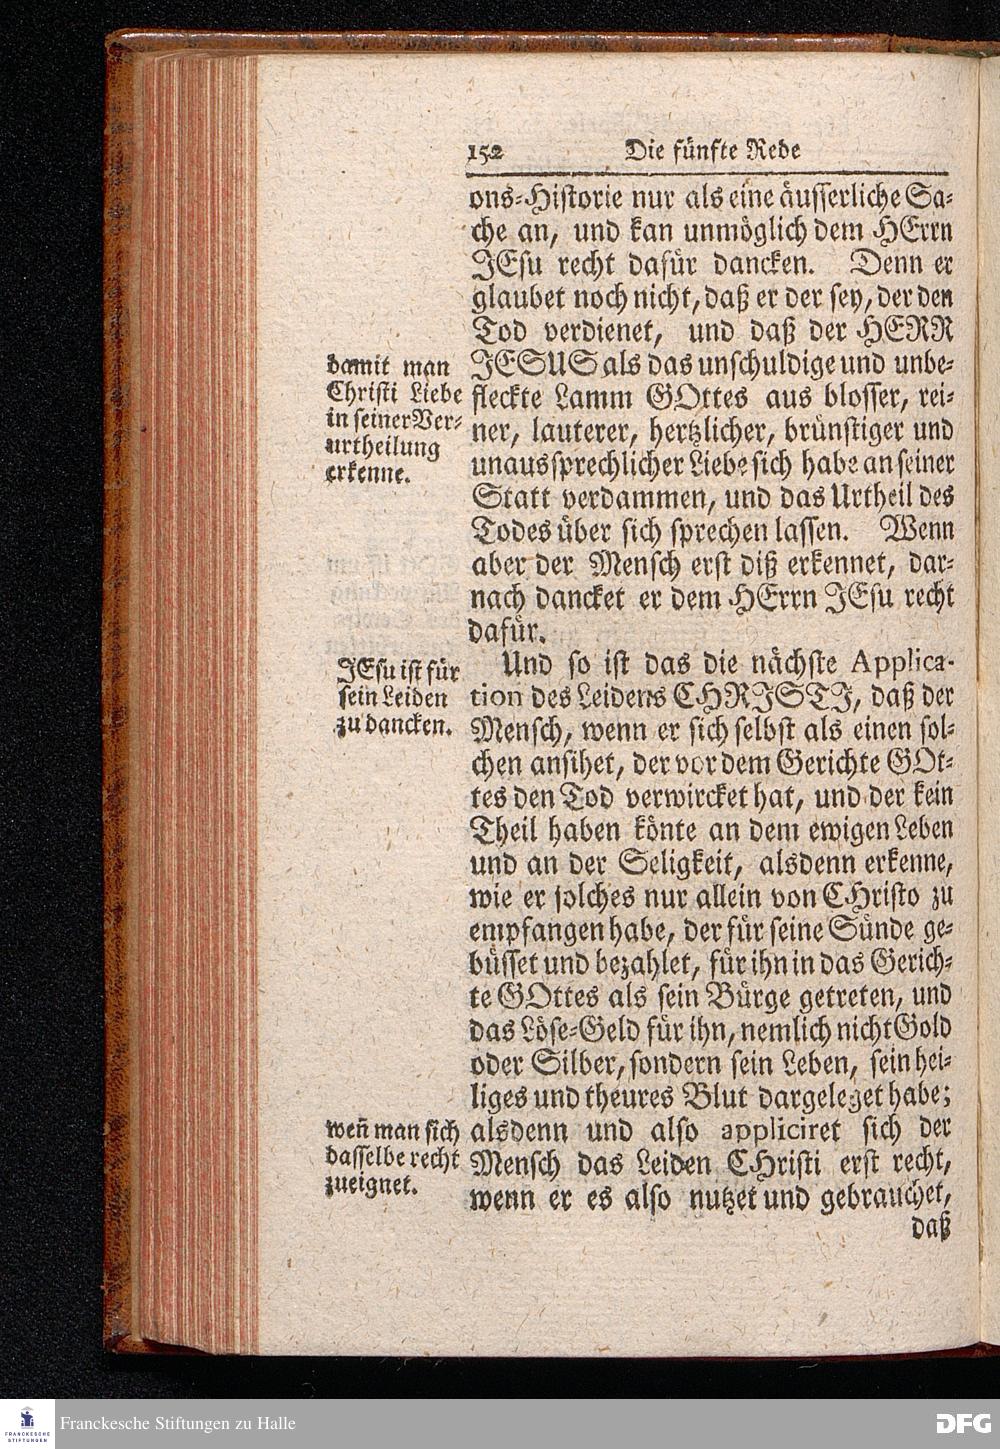 152 Die fünfte Rede
ons-Historie nur als eine äusserliche Sa-
che an, und kan unmöglich dem HErrn
JEsu recht dafür dancken. Denn er
glaubet noch nicht, daß er der sey, der den
Tod verdienet, und daß der HERR
JESUS als das unschuldige und unbe-
fleckte Lamm GOttes aus blosser, rei-
ner, lauterer, hertzlicher, brünstiger und
unaussprechlicher Liebe sich habe an seiner
Statt verdammen, und das Urtheil des
Todes über sich sprechen lassen. Wenn
aber der Mensch erst diß erkennet, dar-
nach dancket er dem HErrn JEsu recht
dafür.
damit man
Christi Liebe
in seiner Ver-
urtheilung
erkenne.
Und so ist das die nächste Applica-
tion des Leidens CHRISTI, daß der
Mensch, wenn er sich selbst als einen sol-
chen ansihet, der vor dem Gerichte GOt-
tes den Tod verwircket hat, und der kein
Theil haben könte an dem ewigen Leben
und an der Seligkeit, alsdenn erkenne,
wie er solches nur allein von CHristo zu
empfangen habe, der für seine Sünde ge-
büsset und bezahlet, für ihn in das Gerich-
te GOttes als sein Bürge getreten, und
das Löse-Geld für ihn, nemlich nicht Gold
oder Silber, sondern sein Leben, sein hei-
liges und theures Blut dargeleget habe;
alsdenn und also appliciret sich der
Mensch das Leiden CHristi erst recht,
wenn er es also nutzet und gebrauchet,
daß
JEsu ist für
sein Leiden
zu dancken.
weñ man sich
dasselbe recht
zueignet.
FRANCKESCHE
STIFTUNGEN
Franckesche Stiftungen zu Halle
DFG